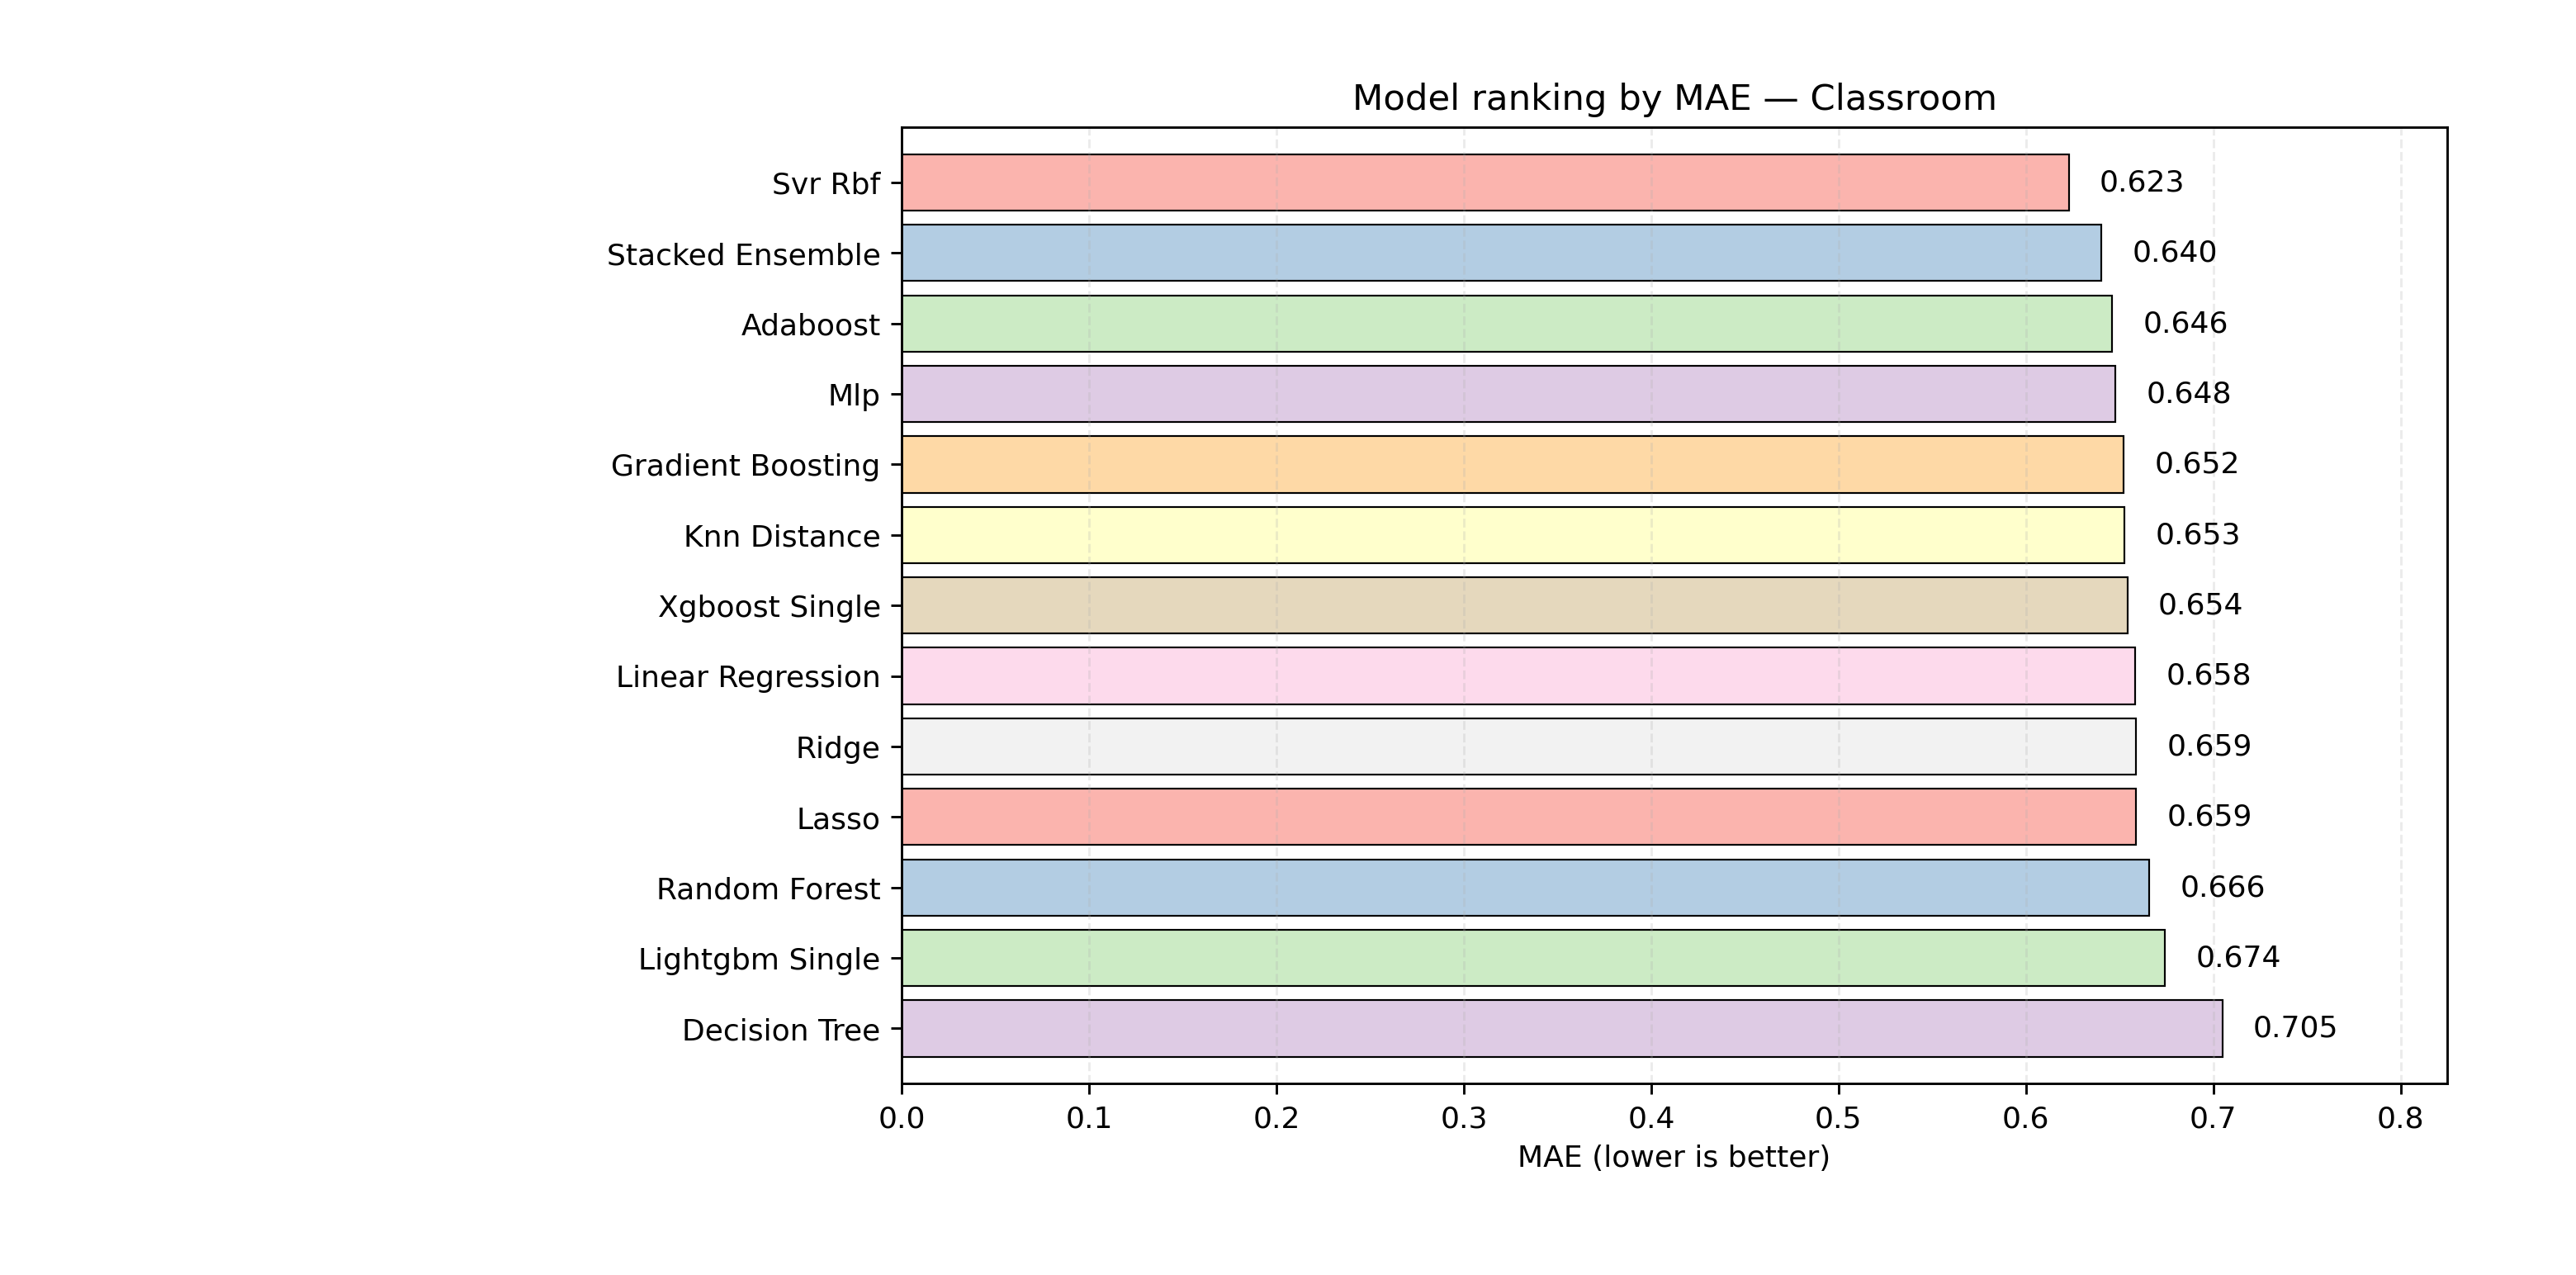 Model ranking by MAE — Classroom
Svr Rbf 0.623
Stacked Ensemble 0.640
Adaboost 0.646
Mlp 0.648
Gradient Boosting 0.652
Knn Distance 0.653
Xgboost Single 0.654
Linear Regression 0.658
Ridge 0.659
Lasso 0.659
Random Forest 0.666
Lightgbm Single 0.674
Decision Tree 0.705
0.0 0.1 0.2 0.3 0.4 0.5 0.6 0.7 0.8
MAE (lower is better)